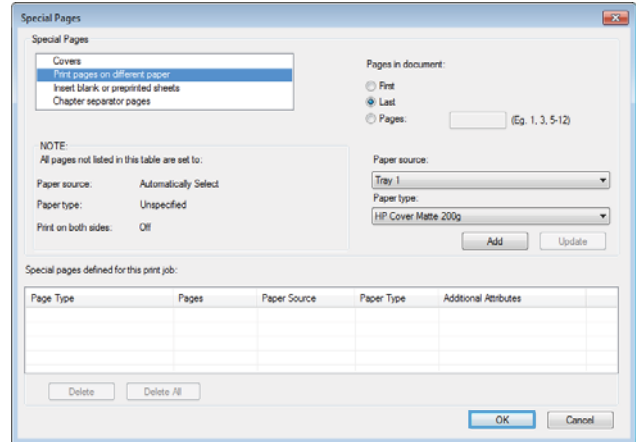 Special Pages
Special Pages
Covers
Print pages on different paper
Insert blank or preprinted sheets
Chapter separator pages
Pages in document:
First
Last
Pages:
(Eg. 1, 3, 5-12)
NOTE:
All pages not listed in this table are set to:
Paper source: Automatically Select
Paper type: Unspecified
Print on both sides: Off
Paper source:
Tray 1
Paper type:
HP Cover Matte 200g
Add Update
Special pages defined for this print job:
Page Type Pages Paper Source Paper Type Additional Attributes
Delete Delete All
OK Cancel